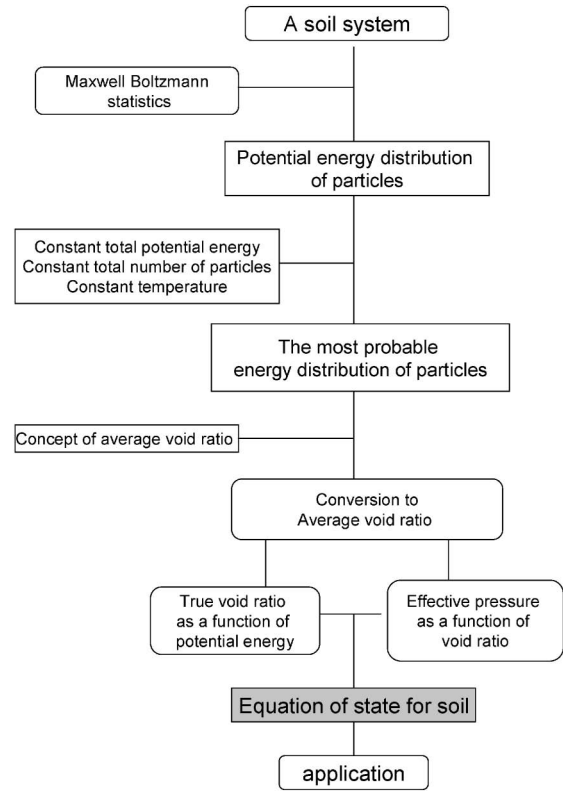 A soil system
Maxwell Boltzmann
statistics
Potential energy distribution
of particles
Constant total potential energy
Constant total number of particles
Constant temperature
The most probable
energy distribution of particles
Concept of average void ratio
Conversion to
Average void ratio
True void ratio
as a function of
potential energy
Effective pressure
as a function of
void ratio
Equation of state for soil
application